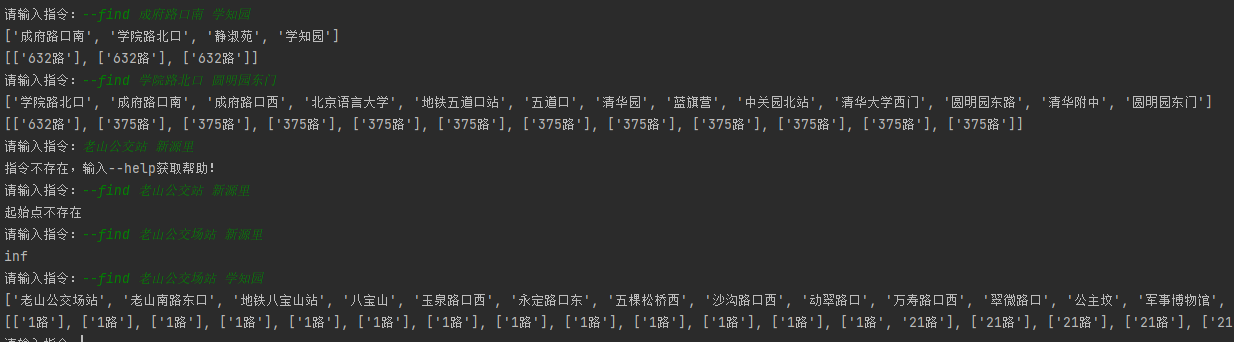 请输入指令：--find 成府路口南 学知园
['成府路口南', '学院路北口', '静淑苑', '学知园']
[['632路'], ['632路'], ['632路']]
请输入指令：--find 学院路北口 圆明园东门
['学院路北口', '成府路口南', '成府路口西', '北京语言大学', '地铁五道口站', '五道口', '清华园', '蓝旗营', '中关园北站', '清华大学西门', '圆明园东路', '清华附中', '圆明园东门']
[['632路'], ['375路'], ['375路'], ['375路'], ['375路'], ['375路'], ['375路'], ['375路'], ['375路'], ['375路'], ['375路'], ['375路']]
请输入指令：老山公交站 新源里
指令不存在，输入--help获取帮助!
请输入指令：--find 老山公交站 新源里
起始点不存在
请输入指令：--find 老山公交场站 新源里
inf
请输入指令：--find 老山公交场站 学知园
['老山公交场站', '老山南路东口', '地铁八宝山站', '八宝山', '玉泉路口西', '永定路口东', '五棵松桥西', '沙沟路口西', '动翠路口', '万寿路口西', '翠微路口', '公主坟', '军事博物馆',
[['1路'], ['1路'], ['1路'], ['1路'], ['1路'], ['1路'], ['1路'], ['1路'], ['1路'], ['1路'], ['1路'], ['1路'], ['1路', '21路'], ['21路'], ['21路'], ['21路'], ['21